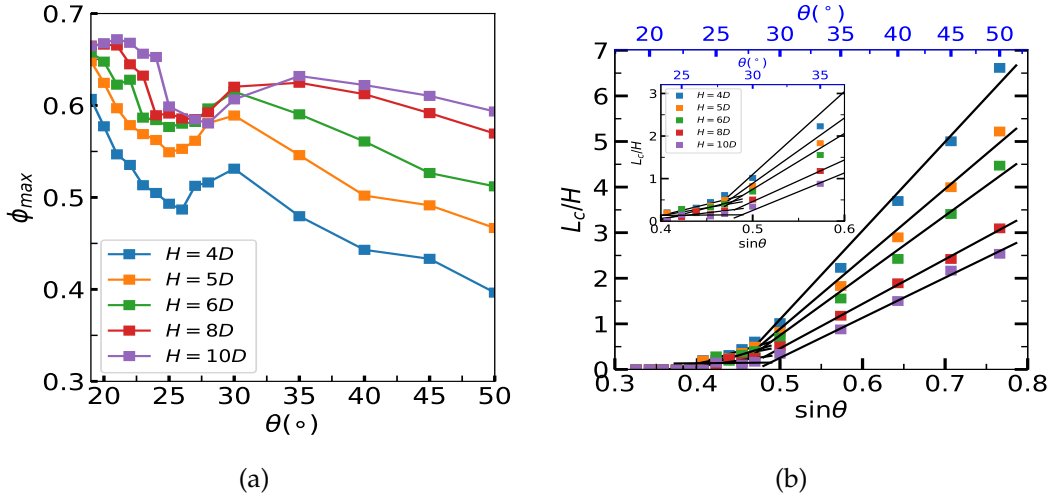 0.7
0.6
0.5
0.4
0.3
ϕmax
H = 4D
H = 5D
H = 6D
H = 8D
H = 10D
20 25 30 35 40 45 50
θ(∘)
(a)
θ(°)
20 25 30 35 40 45 50
7
6
5
4
3
2
1
0
Lc/H
θ(°)
25 30 35
3
2
1
0
Lc/H
H = 4D
H = 5D
H = 6D
H = 8D
H = 10D
0.4 0.5 0.6
sinθ
0.3 0.4 0.5 0.6 0.7 0.8
sinθ
(b)